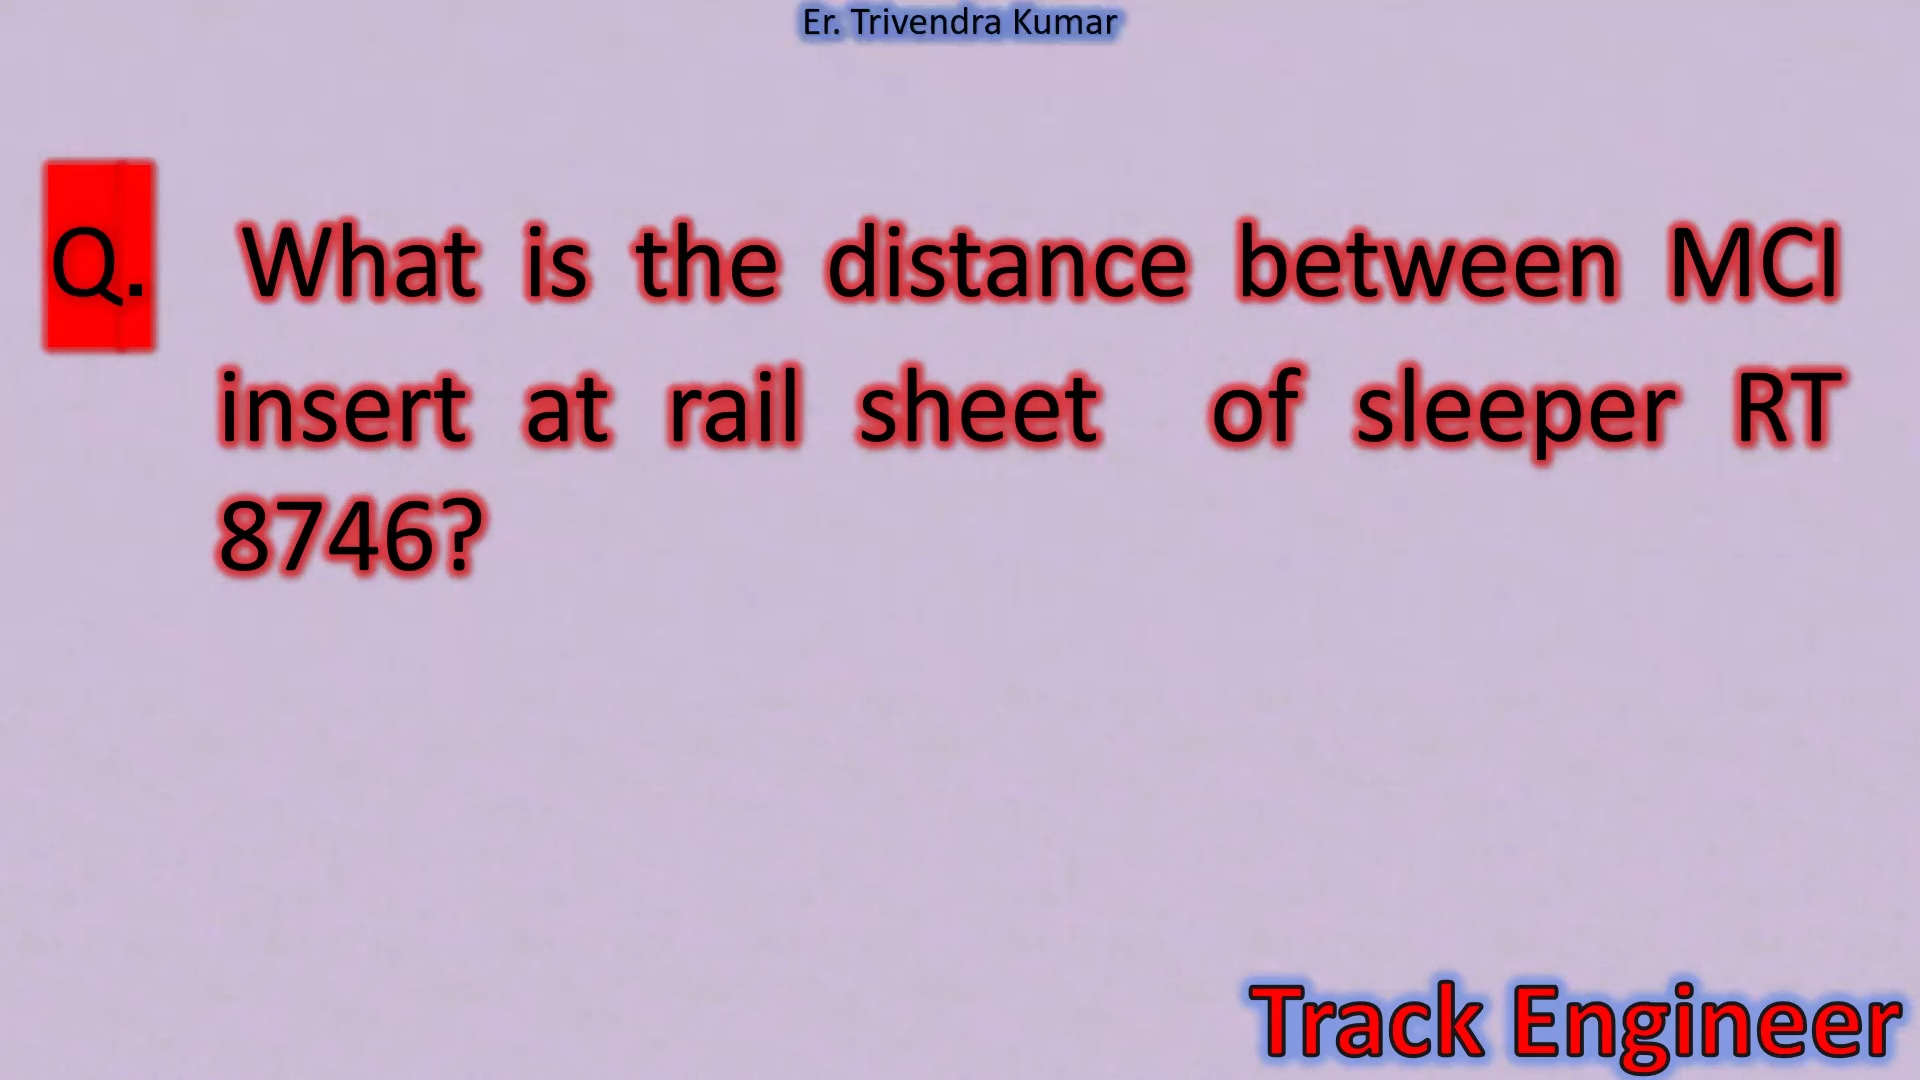 Er. Trivendra Kumar
Q. What is the distance between MCI
insert at rail sheet of sleeper RT
8746?
Track Engineer